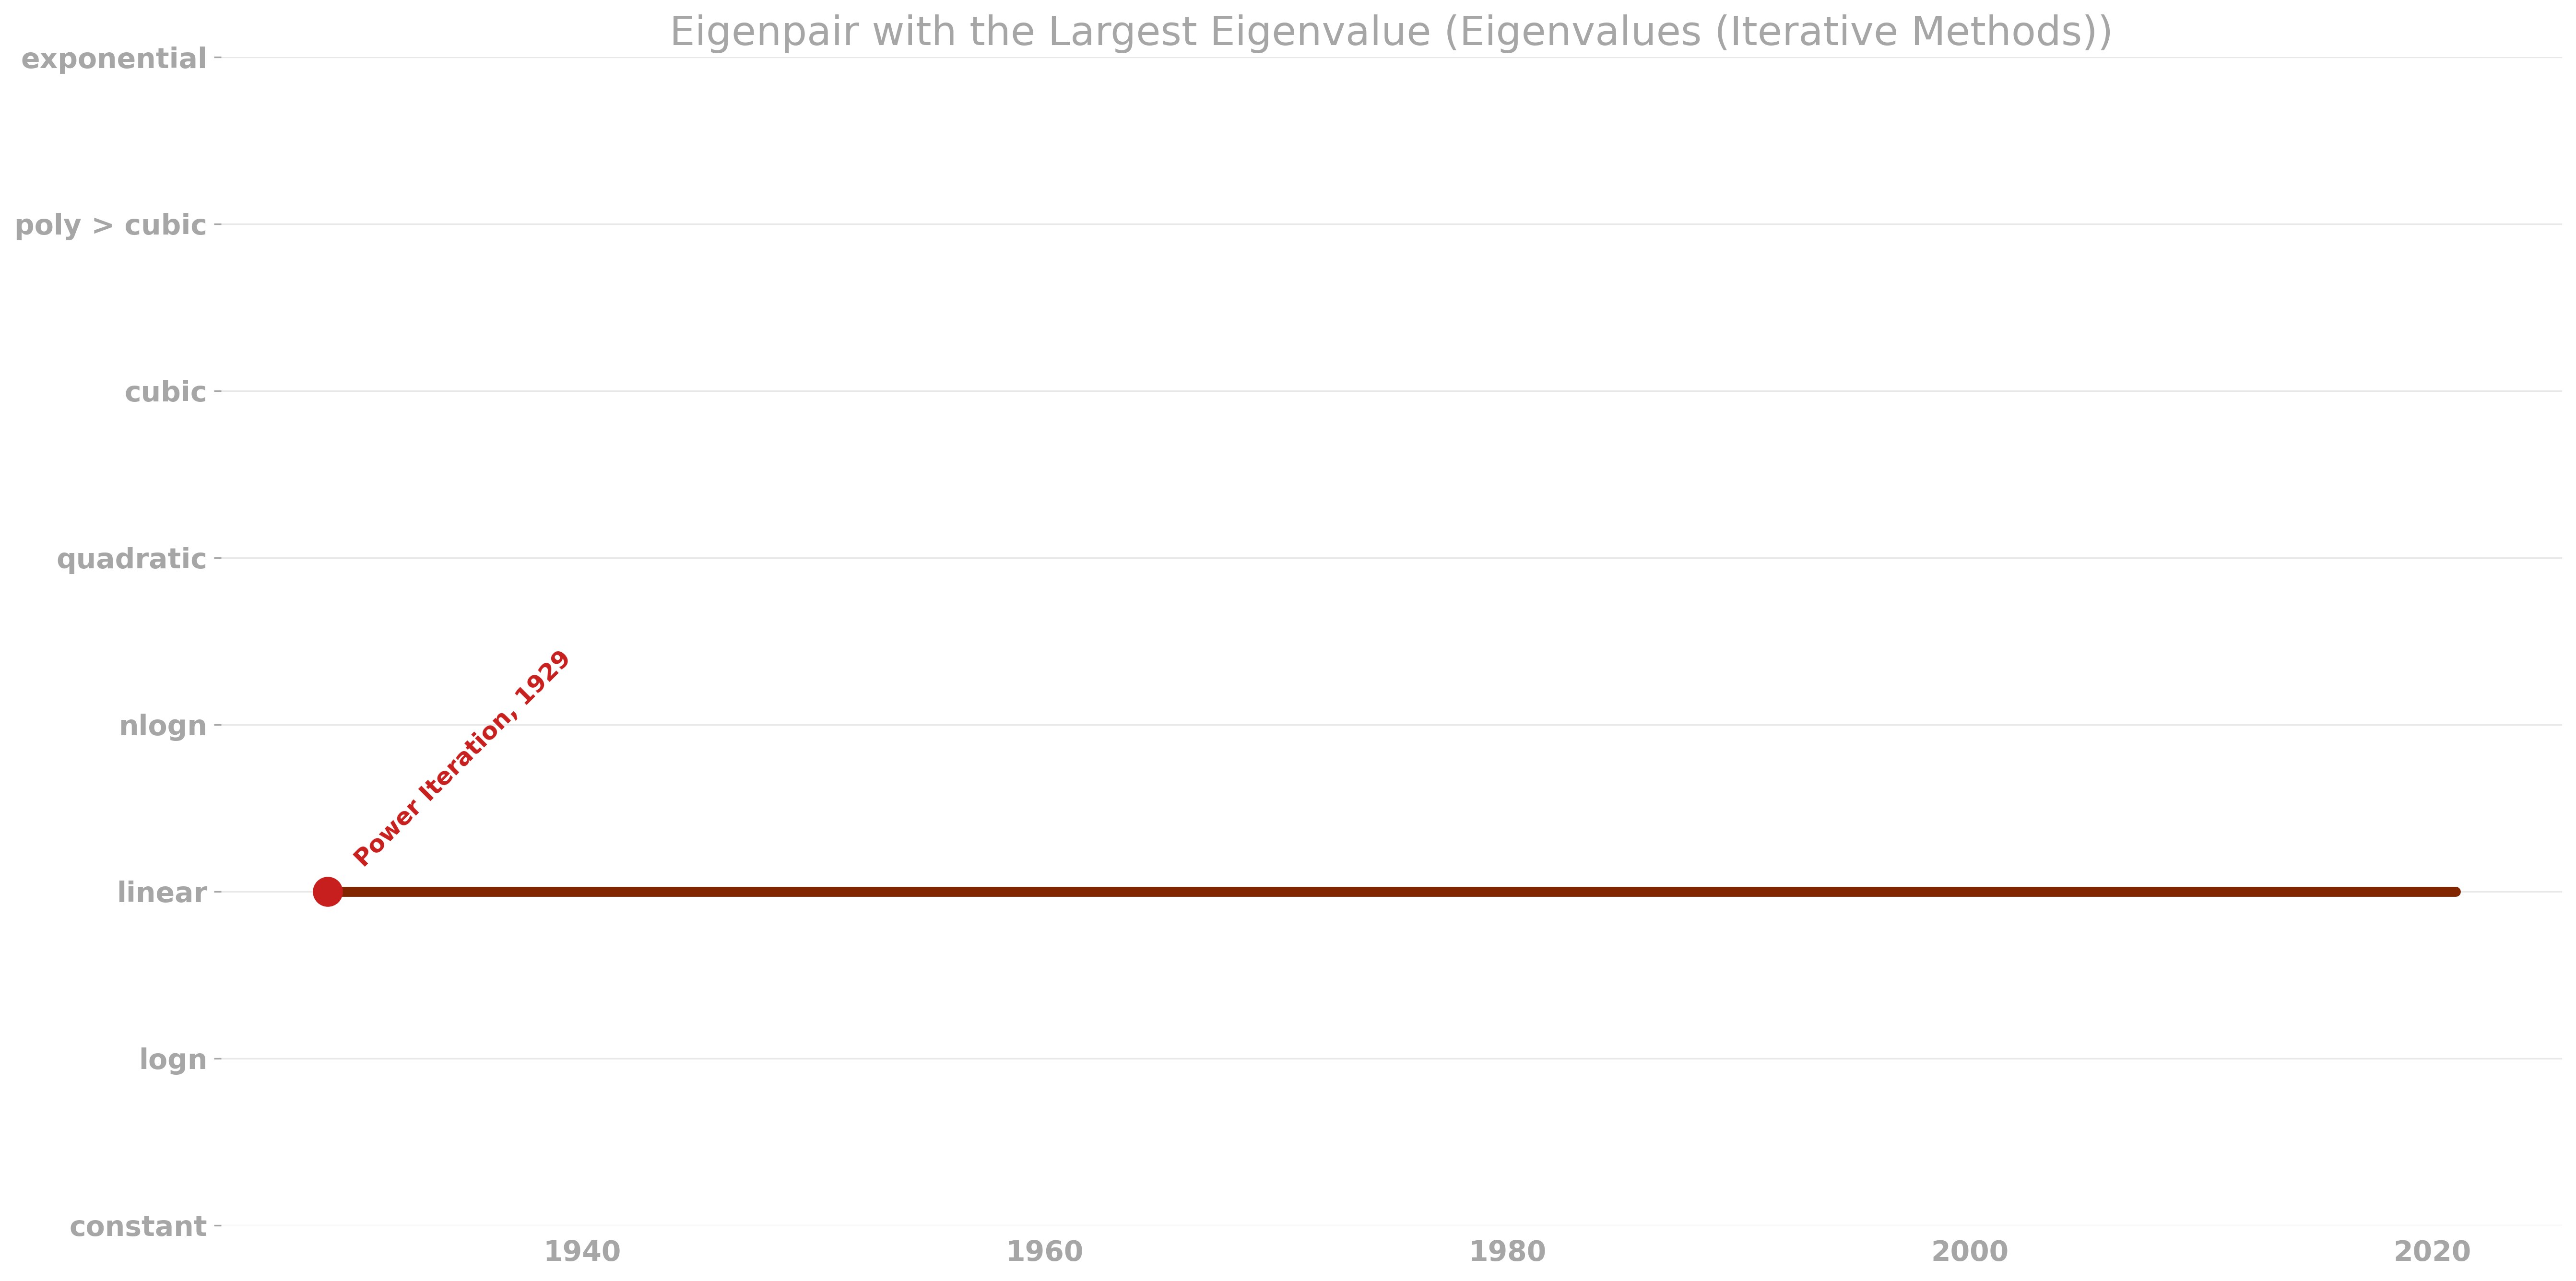 Eigenpair with the Largest Eigenvalue (Eigenvalues (Iterative Methods))
exponential
poly > cubic
cubic
quadratic
nlogn
linear
logn
constant
Power Iteration, 1929
1940
1960
1980
2000
2020